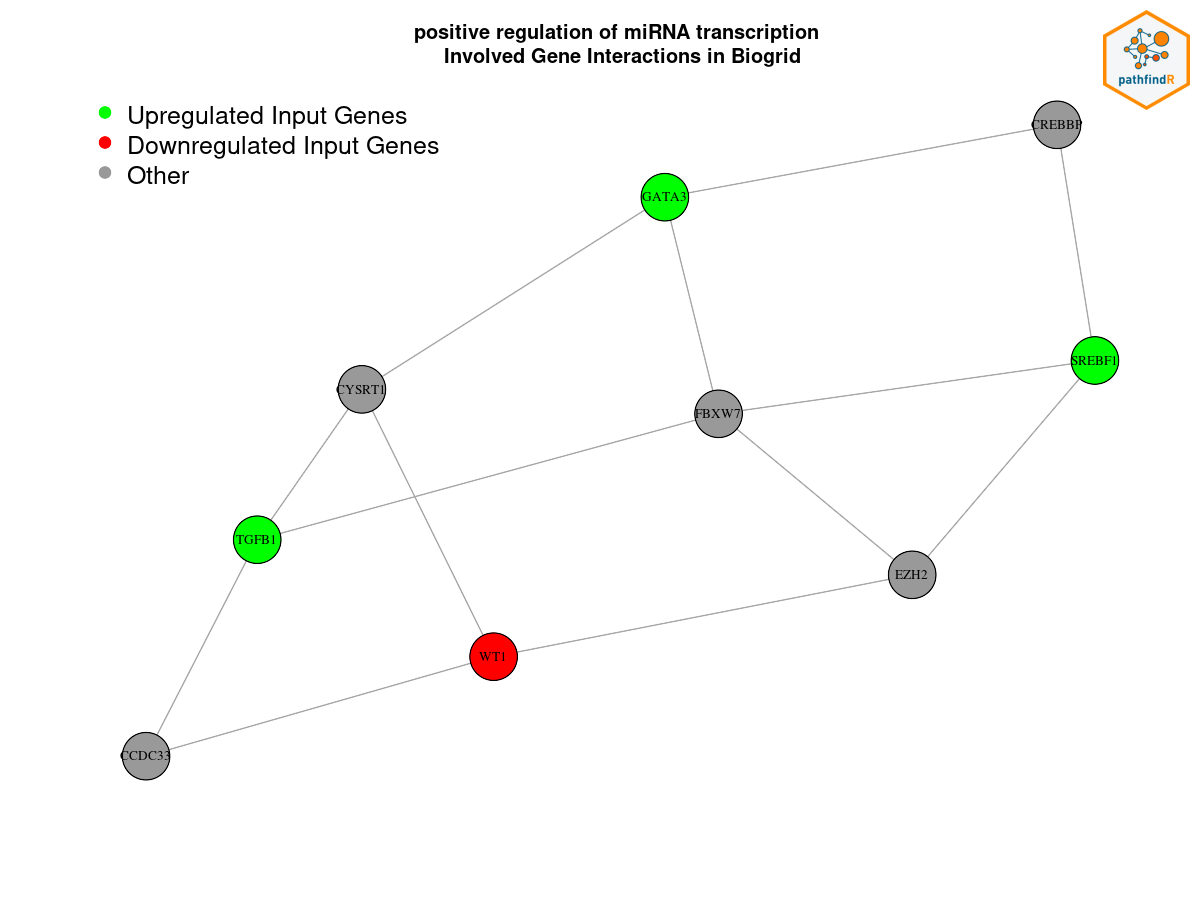 positive regulation of miRNA transcription
Involved Gene Interactions in Biogrid
pathfindR
Upregulated Input Genes
Downregulated Input Genes
Other
CREBBP
GATA3
SREBF1
CYSRT1
FBXW7
TGFB1
EZH2
WT1
CCDC33